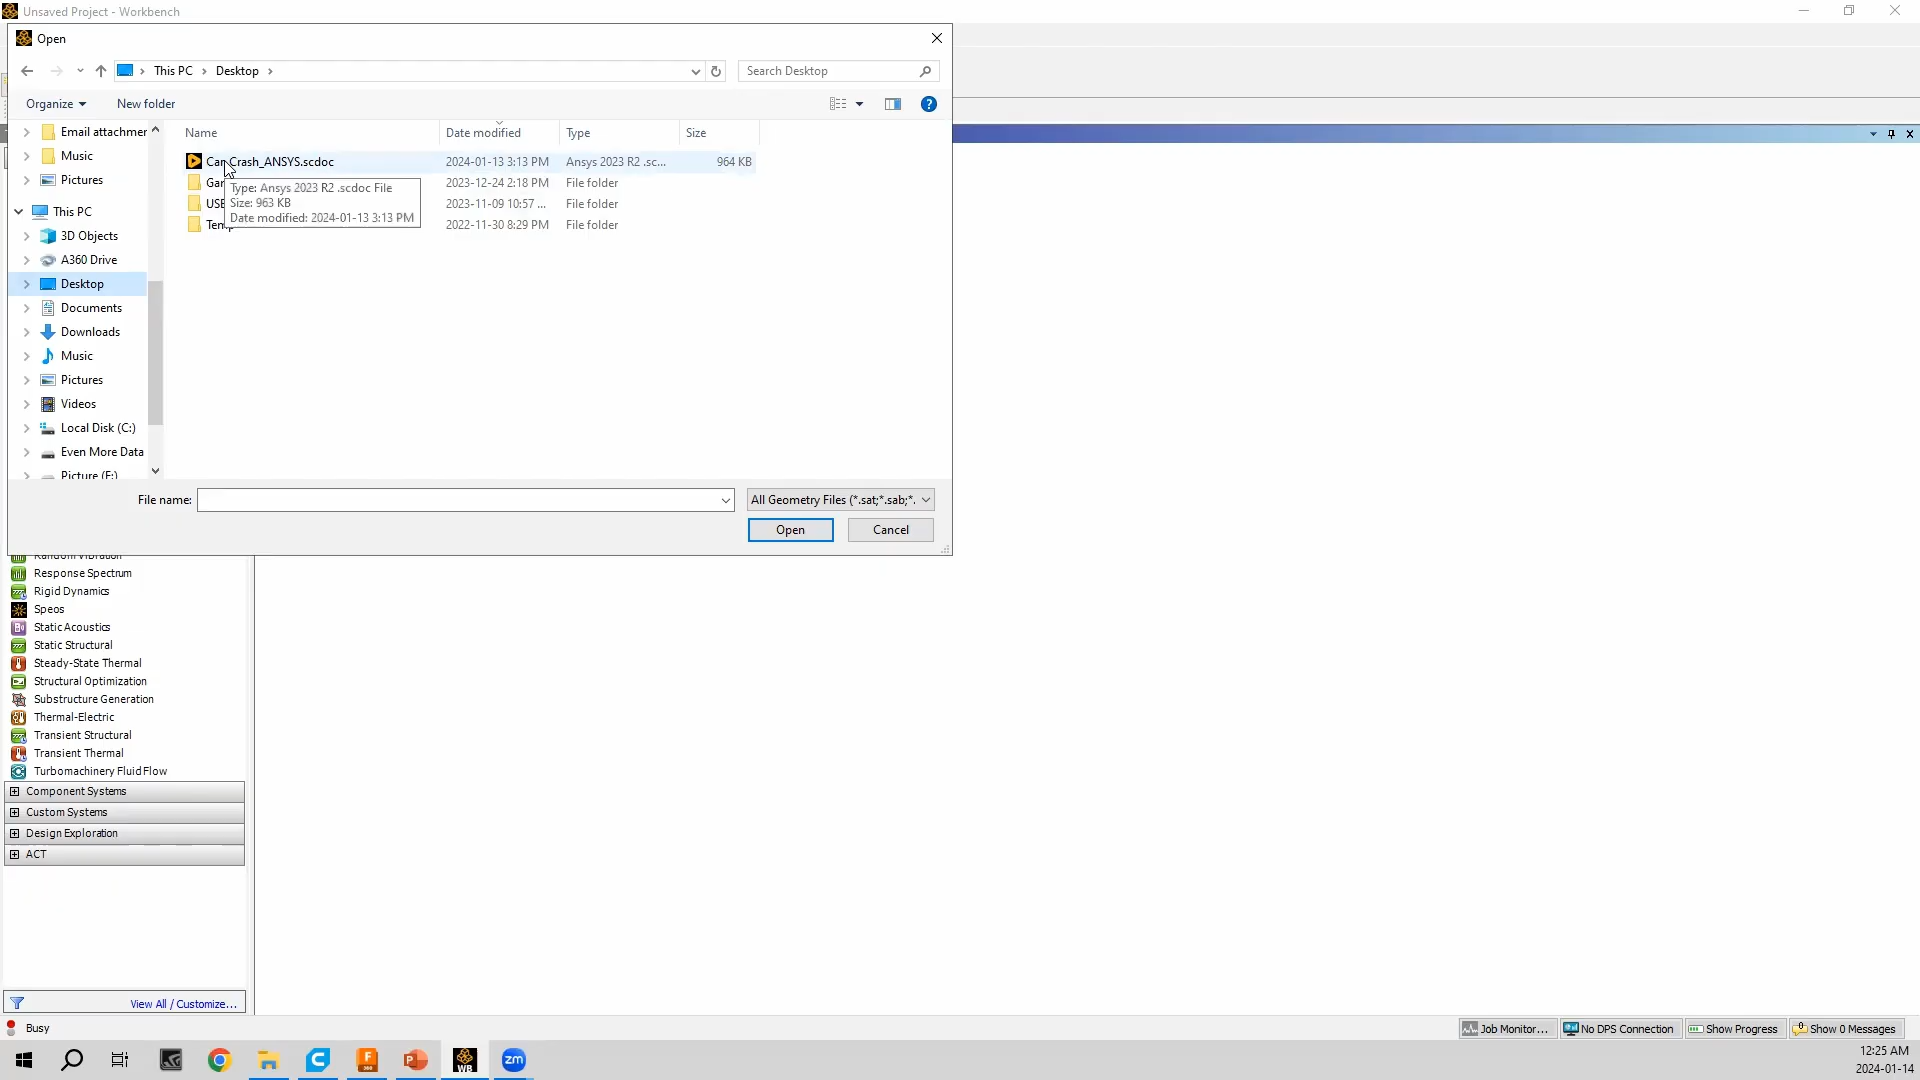 Unsaved Project - Workbench
Open
This PC
Desktop
Search Desktop
Organize
New folder
Name
Date modified
Type
Size
Email attachmer
Music
Pictures
This PC
3D Objects
A360 Drive
Desktop
Documents
Downloads
Music
Pictures
Videos
Local Disk (C:)
Even More Data
Picture (F:)
Car Crash_ANSYS.scdoc 2024-01-13 3:13 PM Ansys 2023 R2 .sc... 964 KB
2023-12-24 2:18 PM File folder
2023-11-09 10:57 ... File folder
2022-11-30 8:29 PM File folder
Type: Ansys 2023 R2 .scdoc File
Size: 963 KB
Date modified: 2024-01-13 3:13 PM
File name:
All Geometry Files (*.sat;*.sab;*.
Open
Cancel
Random Vibration
Response Spectrum
Rigid Dynamics
Speos
Static Acoustics
Static Structural
Steady-State Thermal
Structural Optimization
Substructure Generation
Thermal-Electric
Transient Structural
Transient Thermal
Turbomachinery Fluid Flow
Component Systems
Custom Systems
Design Exploration
ACT
View All / Customize...
Busy
Job Monitor...
No DPS Connection
Show Progress
Show 0 Messages
WB
zm
12:25 AM
2024-01-14